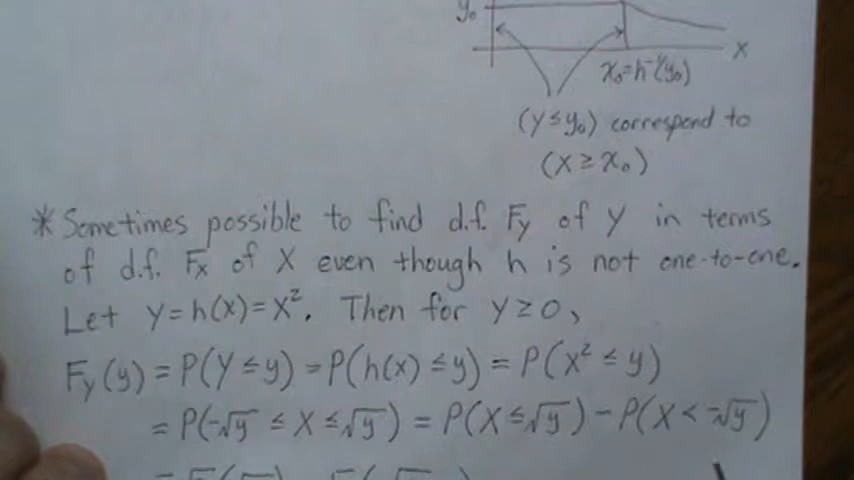 y₀
x
x₀=h⁻¹(y₀)
(Y≤y₀) correspond to
(X≥x₀)
*Sometimes possible to find d.f. F_Y of Y in terms
of d.f. F_X of X even though h is not one-to-one.
Let Y=h(x)=X². Then for Y≥0,
F_Y(y) = P(Y≤y) = P(h(x)≤y) = P(X²≤y)
= P(-√y ≤ X ≤ √y) = P(X≤√y) - P(X<-√y)